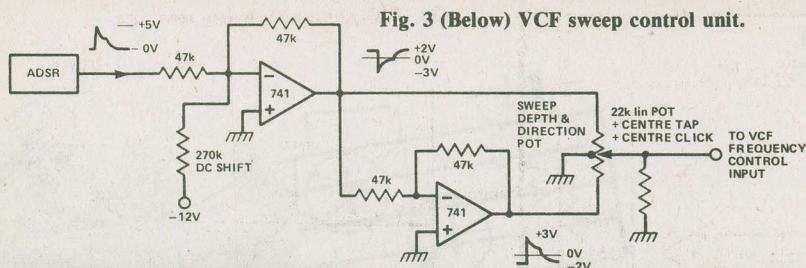 Fig. 3 (Below) VCF sweep control unit.
+5V
0V
47k
47k
+2V
0V
−3V
ADSR
−
741
+
270k
DC SHIFT
−12V
SWEEP
DEPTH &
DIRECTION
POT
22k lin POT
+ CENTRE TAP
+ CENTRE CLICK
TO VCF
FREQUENCY
CONTROL
INPUT
47k
47k
−
741
+
+3V
0V
−2V